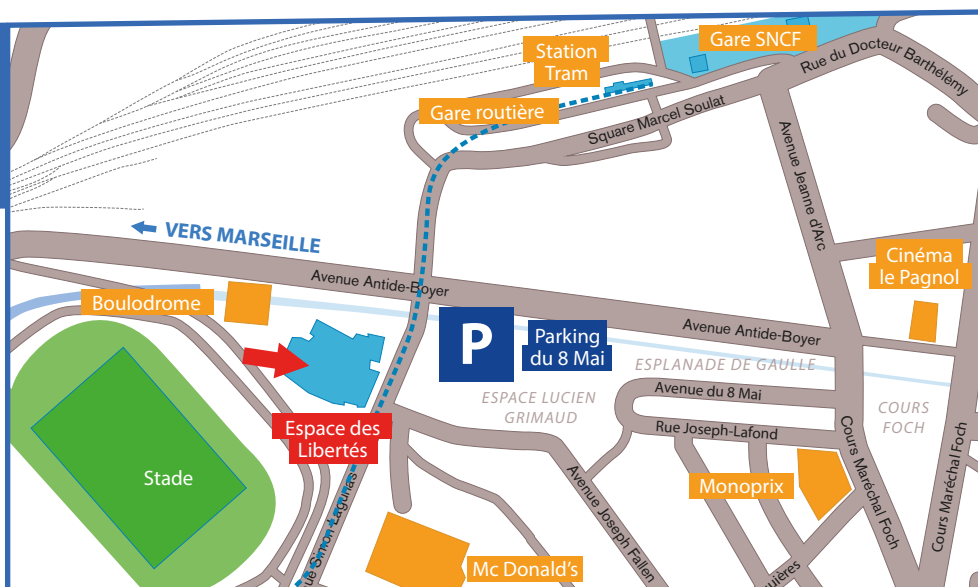 Gare SNCF
Station
Tram
Rue du Docteur Barthélémy
Gare routière
Square Marcel Soulat
Avenue Jeanne d'Arc
VERS MARSEILLE
Cinéma
le Pagnol
Avenue Antide-Boyer
Boulodrome
P
Parking
du 8 Mai
Avenue Antide-Boyer
ESPLANADE DE GAULLE
Avenue du 8 Mai
ESPACE LUCIEN
GRIMAUD
COURS
FOCH
Espace des
Libertés
Rue Joseph-Lafond
Stade
Monoprix
Cours Maréchal Foch
Cours Maréchal Foch
Avenue Joseph Fallen
Simon Lagunas
Mc Donald's